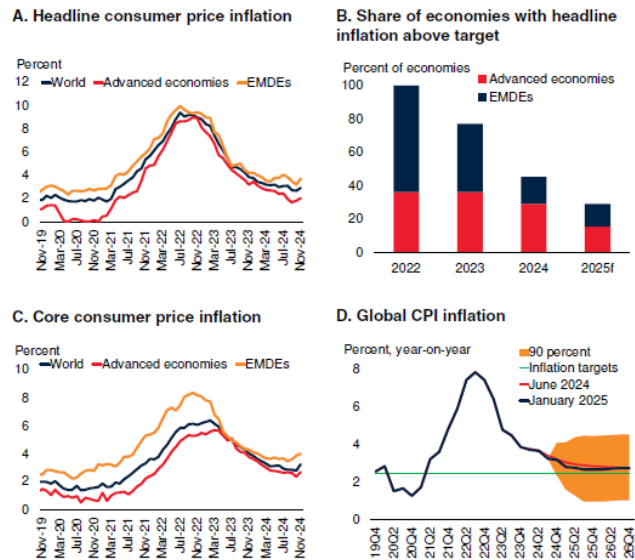 A. Headline consumer price inflation
Percent
World Advanced economies EMDEs
12
10
8
6
4
2
0
Nov-19
Mar-20
Jul-20
Nov-20
Mar-21
Jul-21
Nov-21
Mar-22
Jul-22
Nov-22
Mar-23
Jul-23
Nov-23
Mar-24
Jul-24
Nov-24
B. Share of economies with headline
inflation above target
Percent of economies
Advanced economies
EMDEs
100
80
60
40
20
0
2022 2023 2024 2025f
C. Core consumer price inflation
Percent
World Advanced economies EMDEs
10
8
6
4
2
0
Nov-19
Mar-20
Jul-20
Nov-20
Mar-21
Jul-21
Nov-21
Mar-22
Jul-22
Nov-22
Mar-23
Jul-23
Nov-23
Mar-24
Jul-24
Nov-24
D. Global CPI inflation
Percent, year-on-year
90 percent
Inflation targets
June 2024
January 2025
8
6
4
2
0
19Q4
20Q2
20Q4
21Q2
21Q4
22Q2
22Q4
23Q2
23Q4
24Q2
24Q4
25Q2
25Q4
26Q2
26Q4